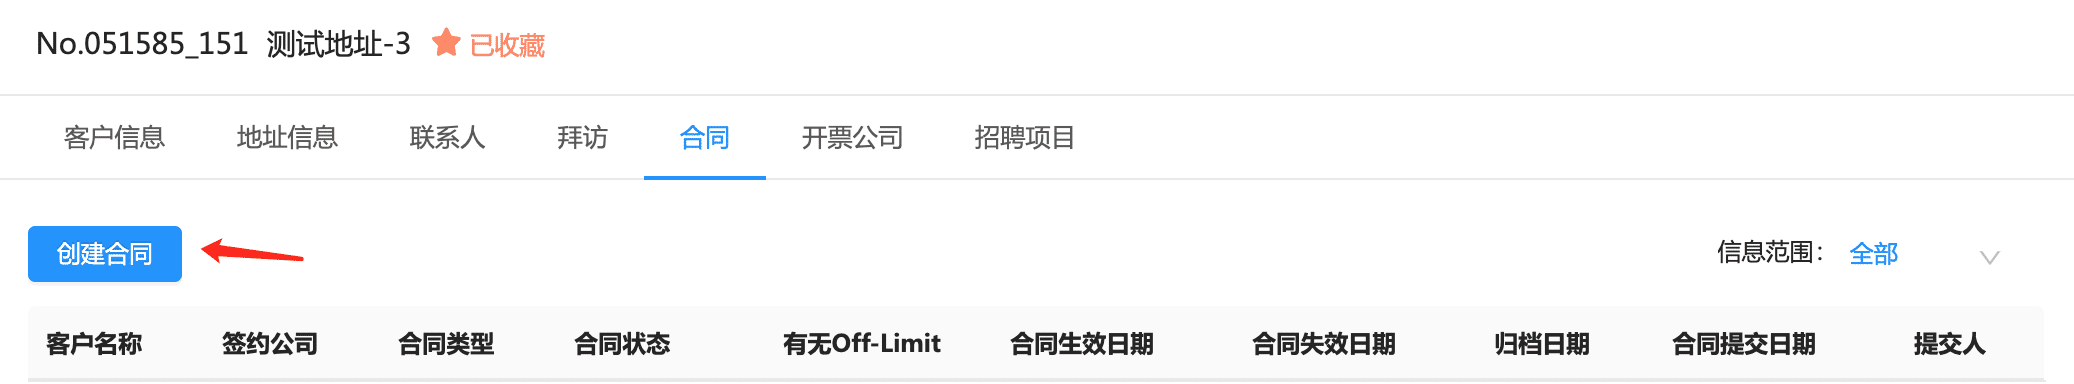 No.051585_151 测试地址-3 已收藏
客户信息 地址信息 联系人 拜访 合同 开票公司 招聘项目
创建合同 信息范围： 全部
客户名称 签约公司 合同类型 合同状态 有无Off-Limit 合同生效日期 合同失效日期 归档日期 合同提交日期 提交人